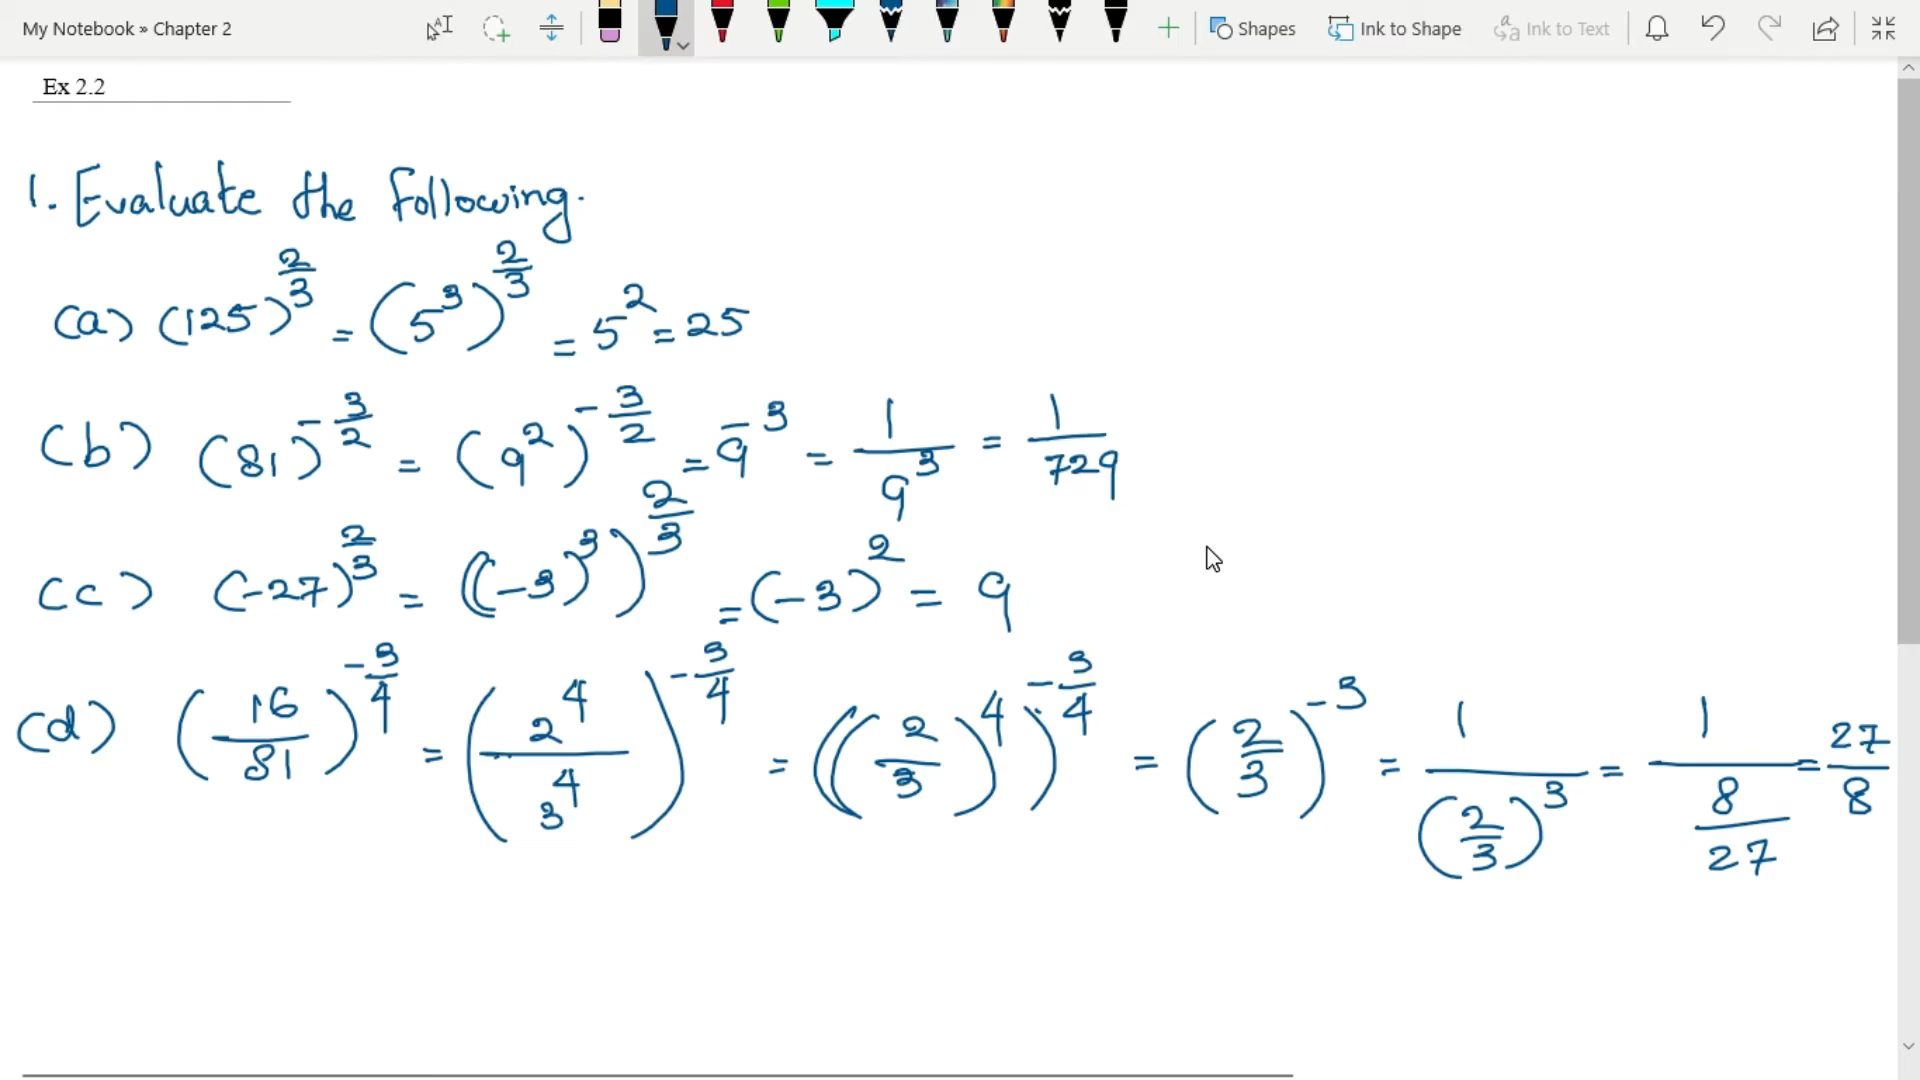 My Notebook » Chapter 2 Shapes Ink to Shape Ink to Text
Ex 2.2
1. Evaluate the following.
(a) (125)^{2/3} = (5^3)^{2/3} = 5^2 = 25
(b) (81)^{-3/2} = (9^2)^{-3/2} = 9^{-3} = 1/9^3 = 1/729
(c) (-27)^{2/3} = ((-3)^3)^{2/3} = (-3)^2 = 9
(d) (16/81)^{-3/4} = (2^4/3^4)^{-3/4} = ((2/3)^4)^{-3/4} = (2/3)^{-3} = 1/(2/3)^3 = 1/(8/27) = 27/8